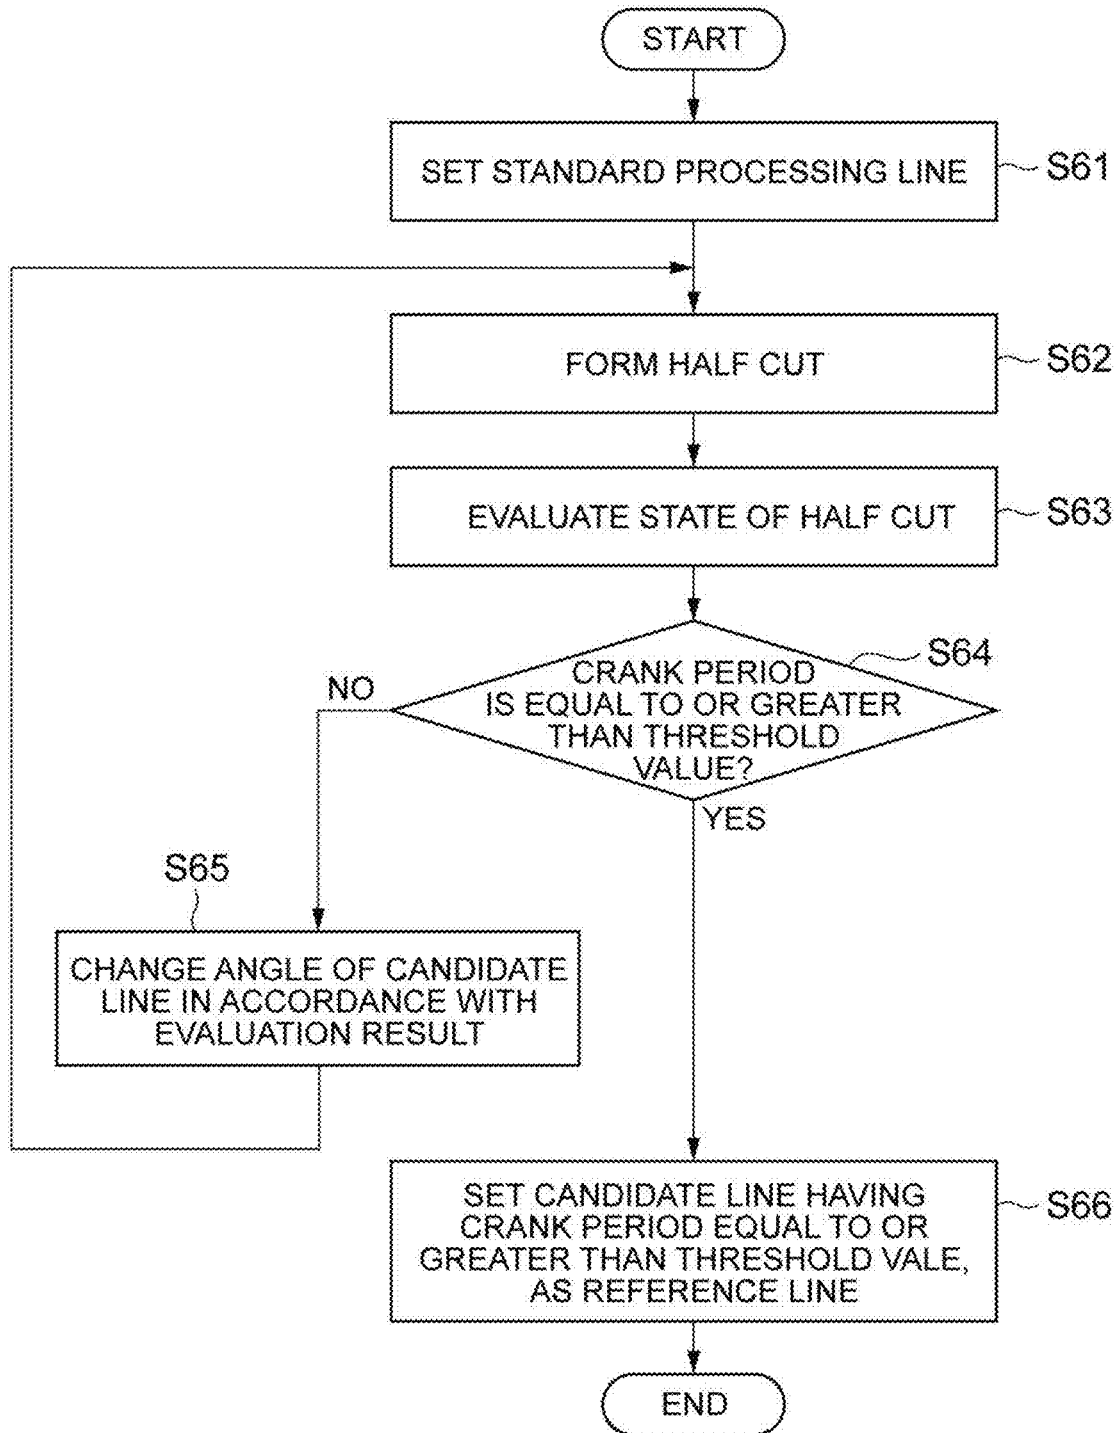 START
SET STANDARD PROCESSING LINE
S61
FORM HALF CUT
S62
EVALUATE STATE OF HALF CUT
S63
S64
CRANK PERIOD
IS EQUAL TO OR GREATER
THAN THRESHOLD
VALUE?
NO
YES
S65
CHANGE ANGLE OF CANDIDATE
LINE IN ACCORDANCE WITH
EVALUATION RESULT
SET CANDIDATE LINE HAVING
CRANK PERIOD EQUAL TO OR
GREATER THAN THRESHOLD VALE,
AS REFERENCE LINE
S66
END